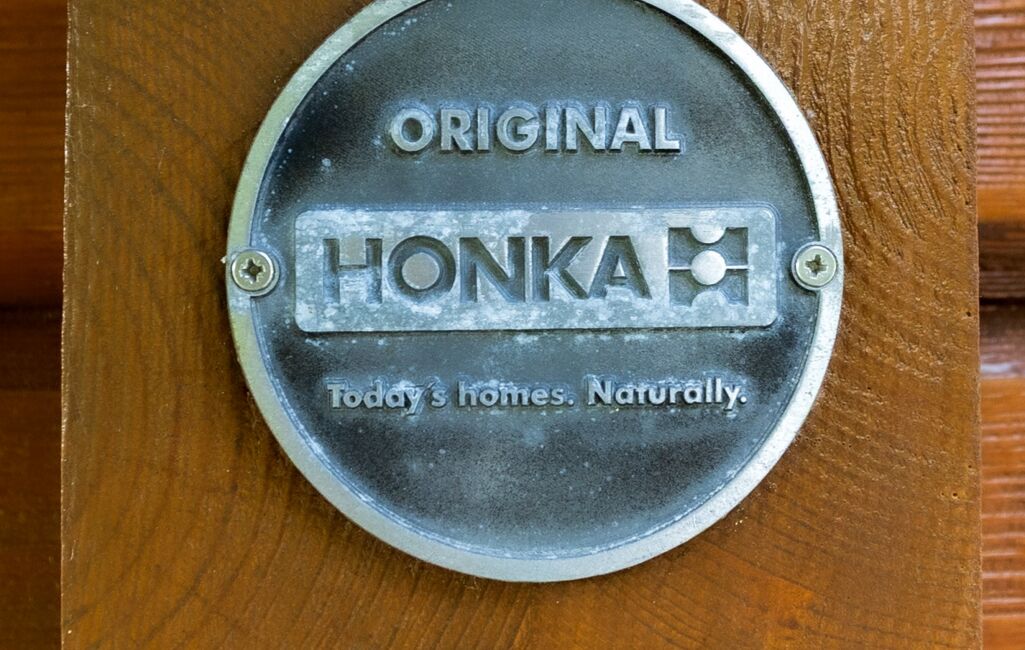 ORIGINAL
HONKA
Today's homes. Naturally.